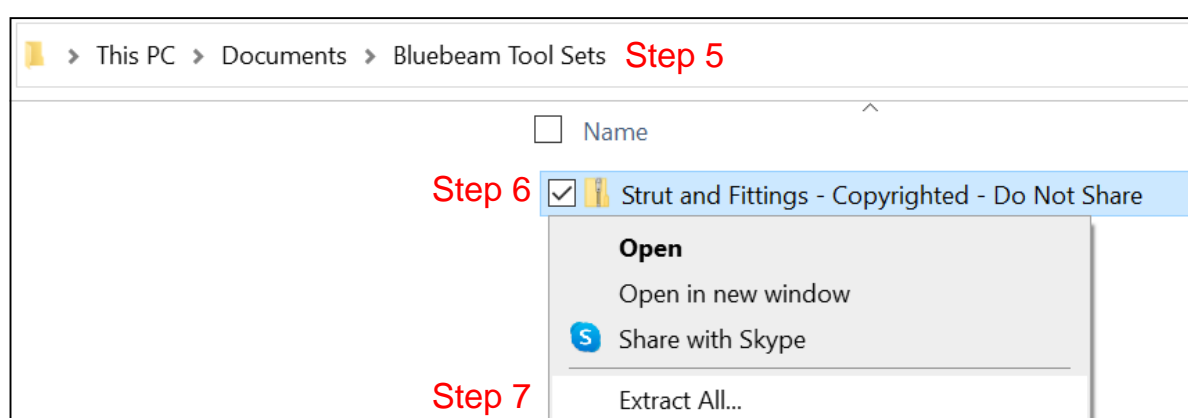 This PC > Documents > Bluebeam Tool Sets Step 5
Name
Step 6 Strut and Fittings - Copyrighted - Do Not Share
Open
Open in new window
S Share with Skype
Step 7 Extract All...